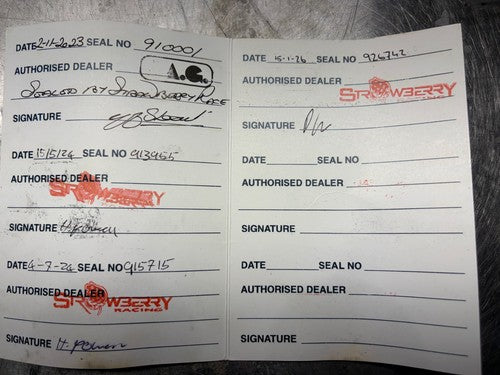 DATE 2-11-2023 SEAL NO 910001
AUTHORISED DEALER A.G.
SEALED BY STRAWBERRY RACE
SIGNATURE
DATE 15/5/24 SEAL NO 913955
AUTHORISED DEALER
STRAWBERRY
SIGNATURE
DATE 4-7-24 SEAL NO 915715
AUTHORISED DEALER
STRAWBERRY
RACING
SIGNATURE
DATE 15-1-26 SEAL NO 926742
AUTHORISED DEALER
STRAWBERRY
RACING
SIGNATURE
DATE SEAL NO
AUTHORISED DEALER
SIGNATURE
DATE SEAL NO
AUTHORISED DEALER
SIGNATURE